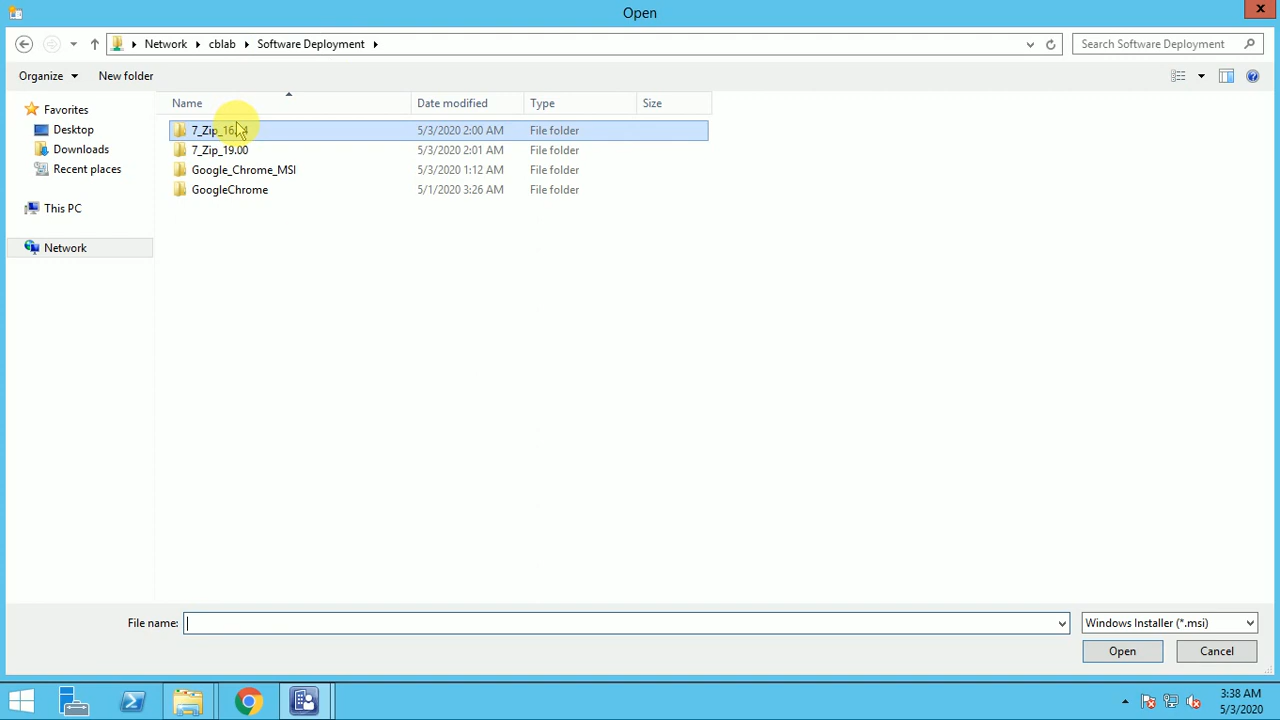 Open
Network
cblab
Software Deployment
Search Software Deployment
Organize
New folder
Name
Date modified
Type
Size
Favorites
Desktop
Downloads
Recent places
This PC
Network
5/3/2020 2:00 AM
File folder
7_Zip_19.00
5/3/2020 2:01 AM
File folder
Google_Chrome_MSI
5/3/2020 1:12 AM
File folder
GoogleChrome
5/1/2020 3:26 AM
File folder
File name:
Windows Installer (*.msi)
Open
Cancel
3:38 AM
5/3/2020